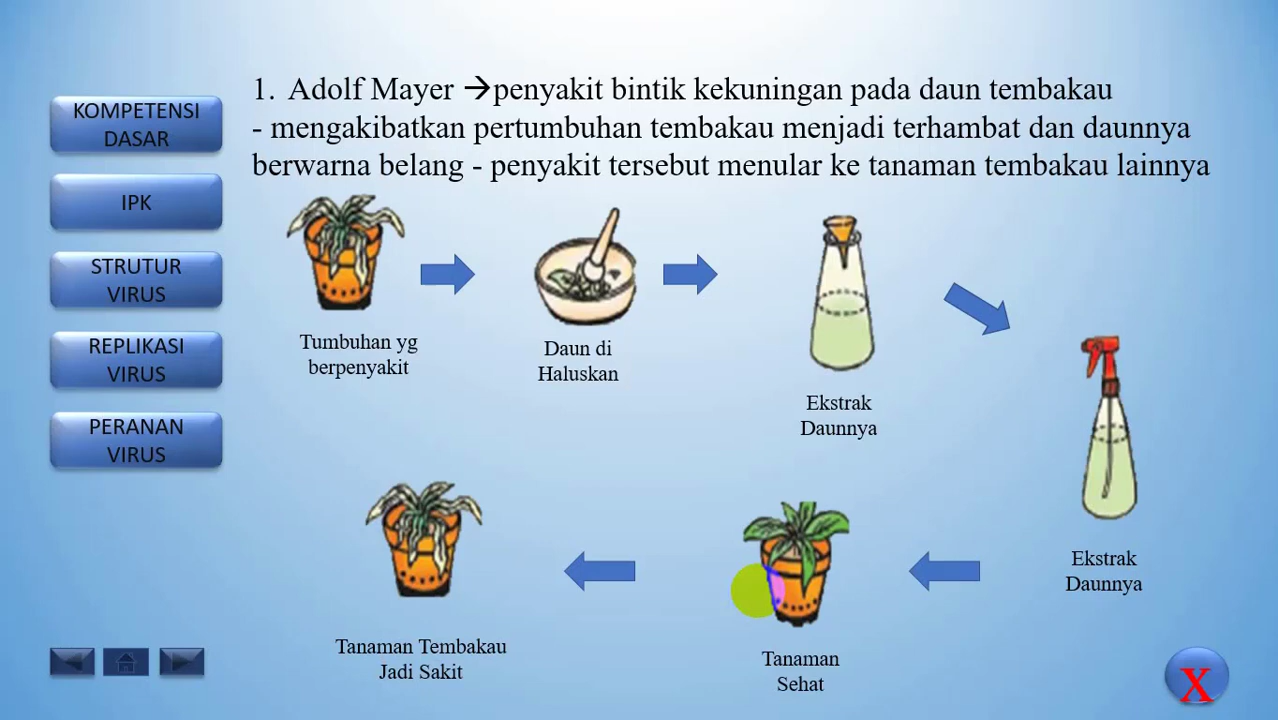 1. Adolf Mayer →penyakit bintik kekuningan pada daun tembakau
- mengakibatkan pertumbuhan tembakau menjadi terhambat dan daunnya
berwarna belang - penyakit tersebut menular ke tanaman tembakau lainnya
KOMPETENSI
DASAR
IPK
STRUTUR
VIRUS
REPLIKASI
VIRUS
PERANAN
VIRUS
Tumbuhan yg
berpenyakit
Daun di
Haluskan
Ekstrak
Daunnya
Ekstrak
Daunnya
Tanaman
Sehat
Tanaman Tembakau
Jadi Sakit
X